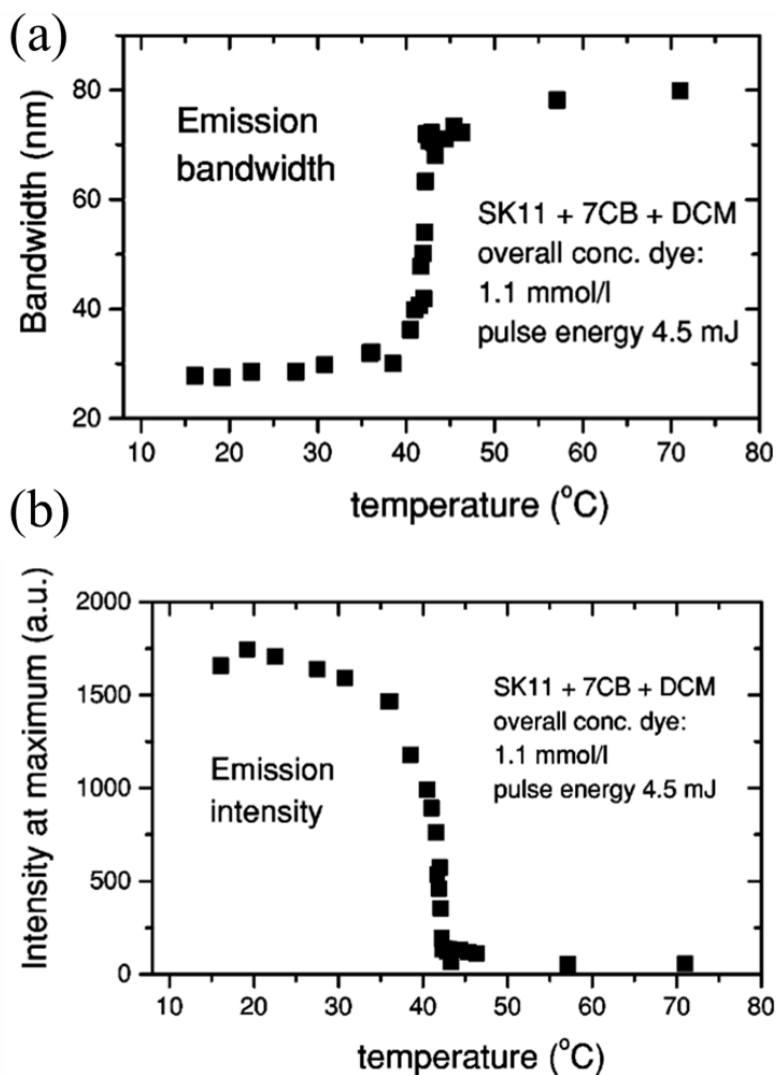 (a)
80
60
40
20
Bandwidth (nm)
Emission
bandwidth
SK11 + 7CB + DCM
overall conc. dye:
1.1 mmol/l
pulse energy 4.5 mJ
10 20 30 40 50 60 70 80
temperature (°C)
(b)
2000
1500
1000
500
0
Intensity at maximum (a.u.)
SK11 + 7CB + DCM
overall conc. dye:
1.1 mmol/l
pulse energy 4.5 mJ
Emission
intensity
10 20 30 40 50 60 70 80
temperature (°C)